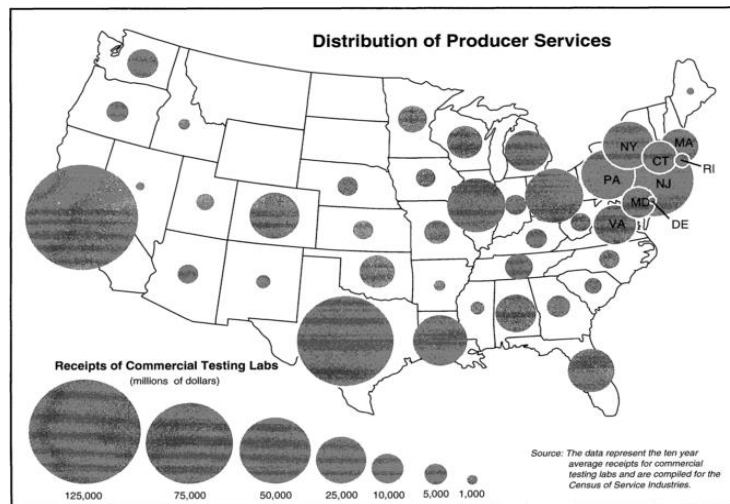 Distribution of Producer Services
NY
MA
CT
RI
PA
NJ
MD
DE
VA
Receipts of Commercial Testing Labs
(millions of dollars)
125,000
75,000
50,000
25,000
10,000
5,000
1,000
Source: The data represent the ten year
average receipts for commercial
testing labs and are compiled for the
Census of Service Industries.